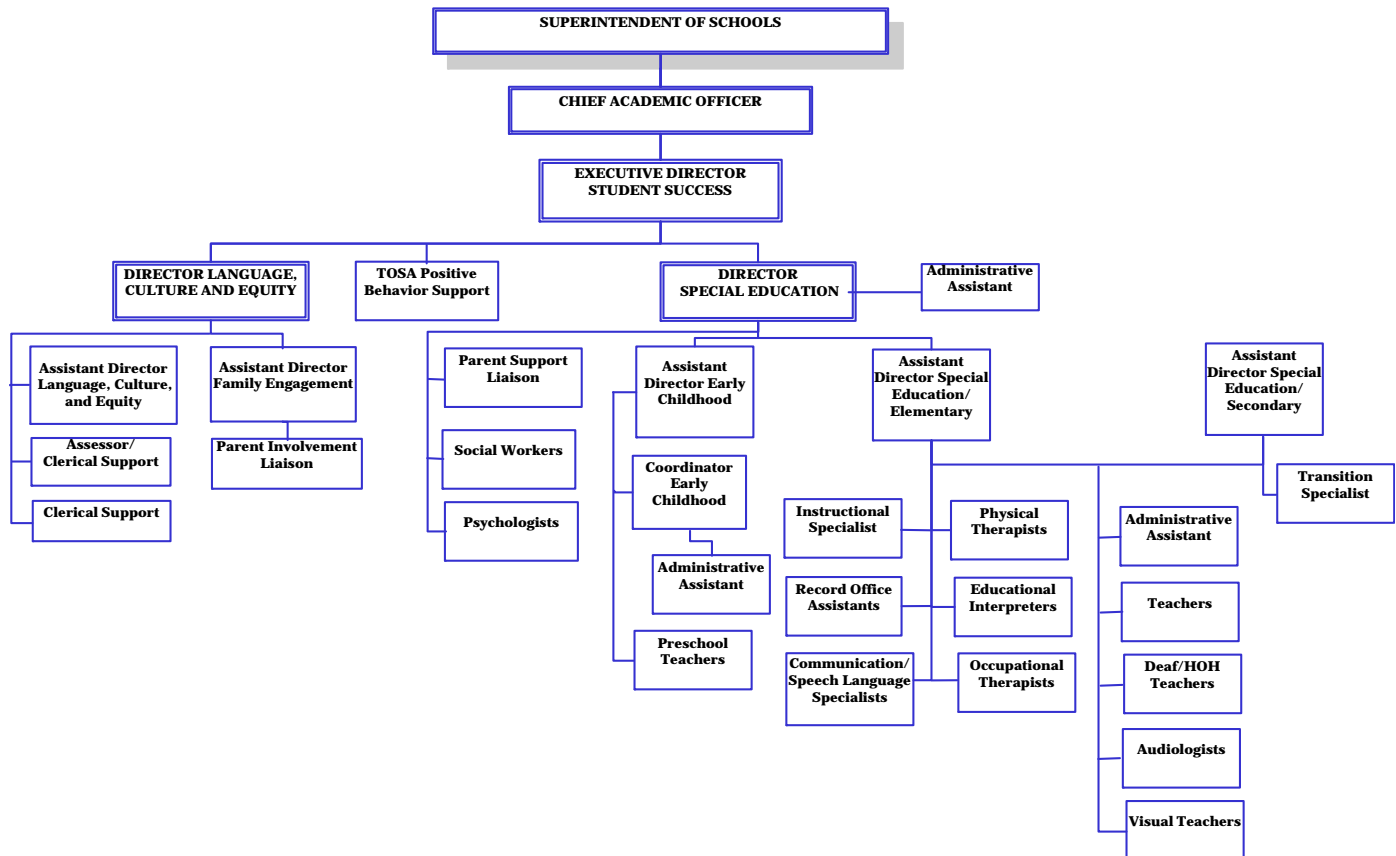 SUPERINTENDENT OF SCHOOLS
CHIEF ACADEMIC OFFICER
EXECUTIVE DIRECTOR
STUDENT SUCCESS
DIRECTOR LANGUAGE,
CULTURE AND EQUITY
TOSA Positive
Behavior Support
DIRECTOR
SPECIAL EDUCATION
Administrative
Assistant
Assistant Director
Language, Culture,
and Equity
Assessor/
Clerical Support
Clerical Support
Assistant Director
Family Engagement
Parent Involvement
Liaison
Parent Support
Liaison
Social Workers
Psychologists
Assistant
Director Early
Childhood
Coordinator
Early
Childhood
Administrative
Assistant
Preschool
Teachers
Assistant
Director Special
Education/
Elementary
Instructional
Specialist
Physical
Therapists
Record Office
Assistants
Educational
Interpreters
Communication/
Speech Language
Specialists
Occupational
Therapists
Assistant
Director Special
Education/
Secondary
Transition
Specialist
Administrative
Assistant
Teachers
Deaf/HOH
Teachers
Audiologists
Visual Teachers